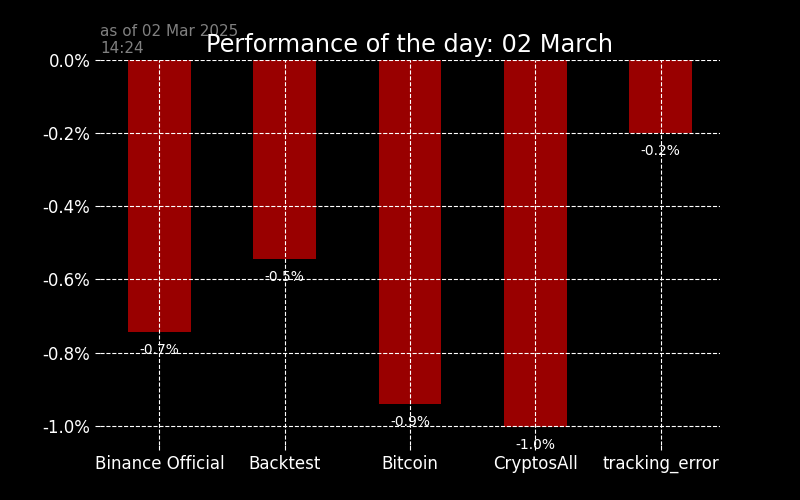 as of 02 Mar 2025
14:24
Performance of the day: 02 March
0.0%
-0.2%
-0.4%
-0.6%
-0.8%
-1.0%
-0.7%
-0.5%
-0.9%
-1.0%
-0.2%
Binance Official
Backtest
Bitcoin
CryptosAll
tracking_error